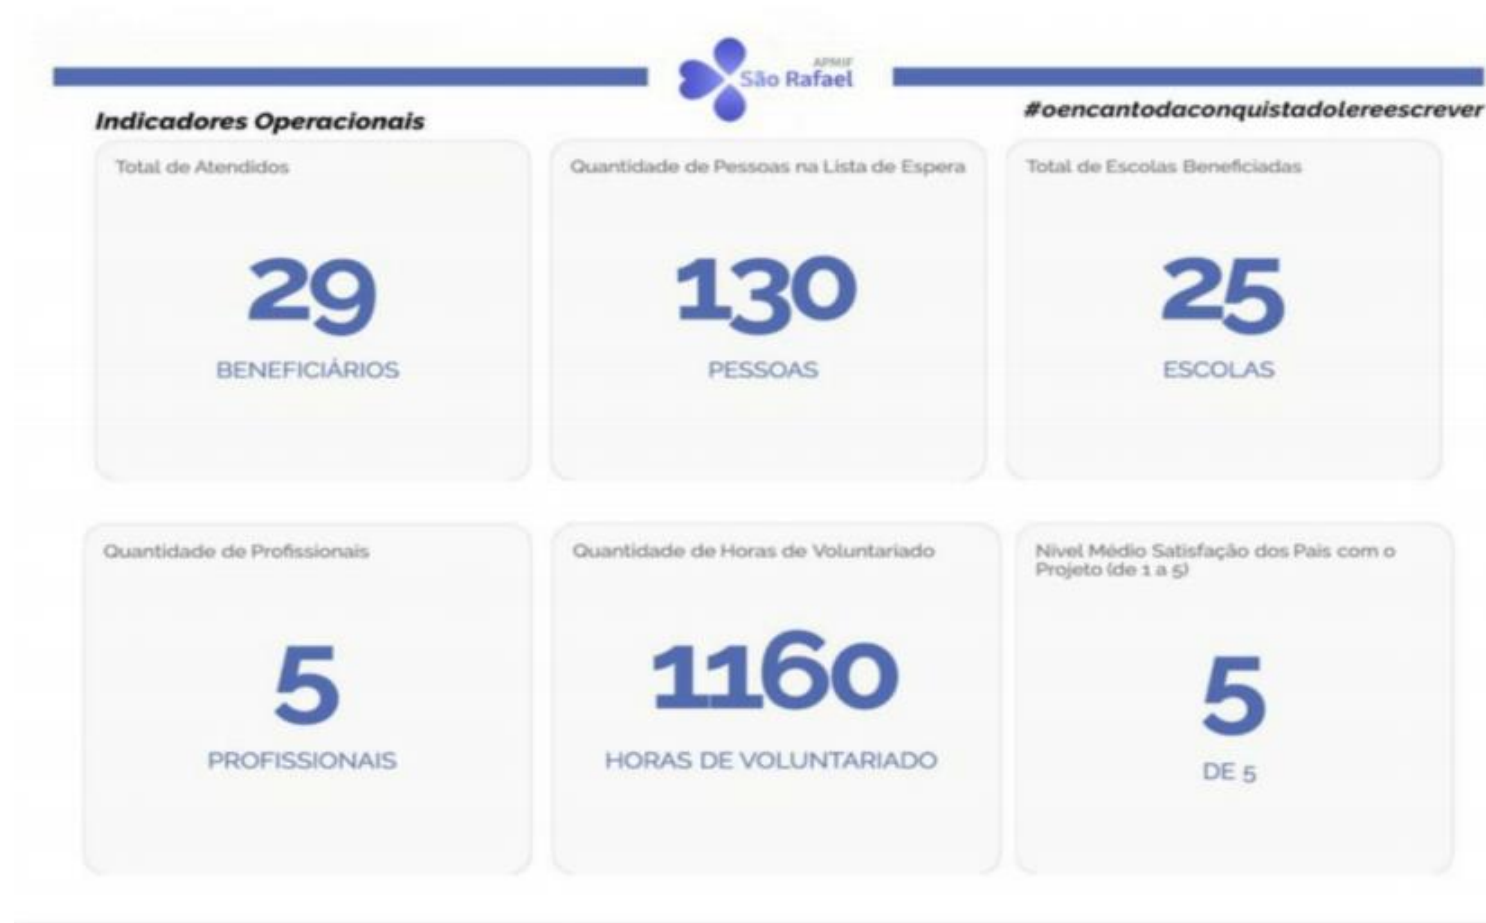 APMIF
São Rafael
Indicadores Operacionais
#oencantodaconquistadolereescrever
Total de Atendidos
29
BENEFICIÁRIOS
Quantidade de Pessoas na Lista de Espera
130
PESSOAS
Total de Escolas Beneficiadas
25
ESCOLAS
Quantidade de Profissionais
5
PROFISSIONAIS
Quantidade de Horas de Voluntariado
1160
HORAS DE VOLUNTARIADO
Nível Médio Satisfação dos Pais com o
Projeto (de 1 a 5)
5
DE 5